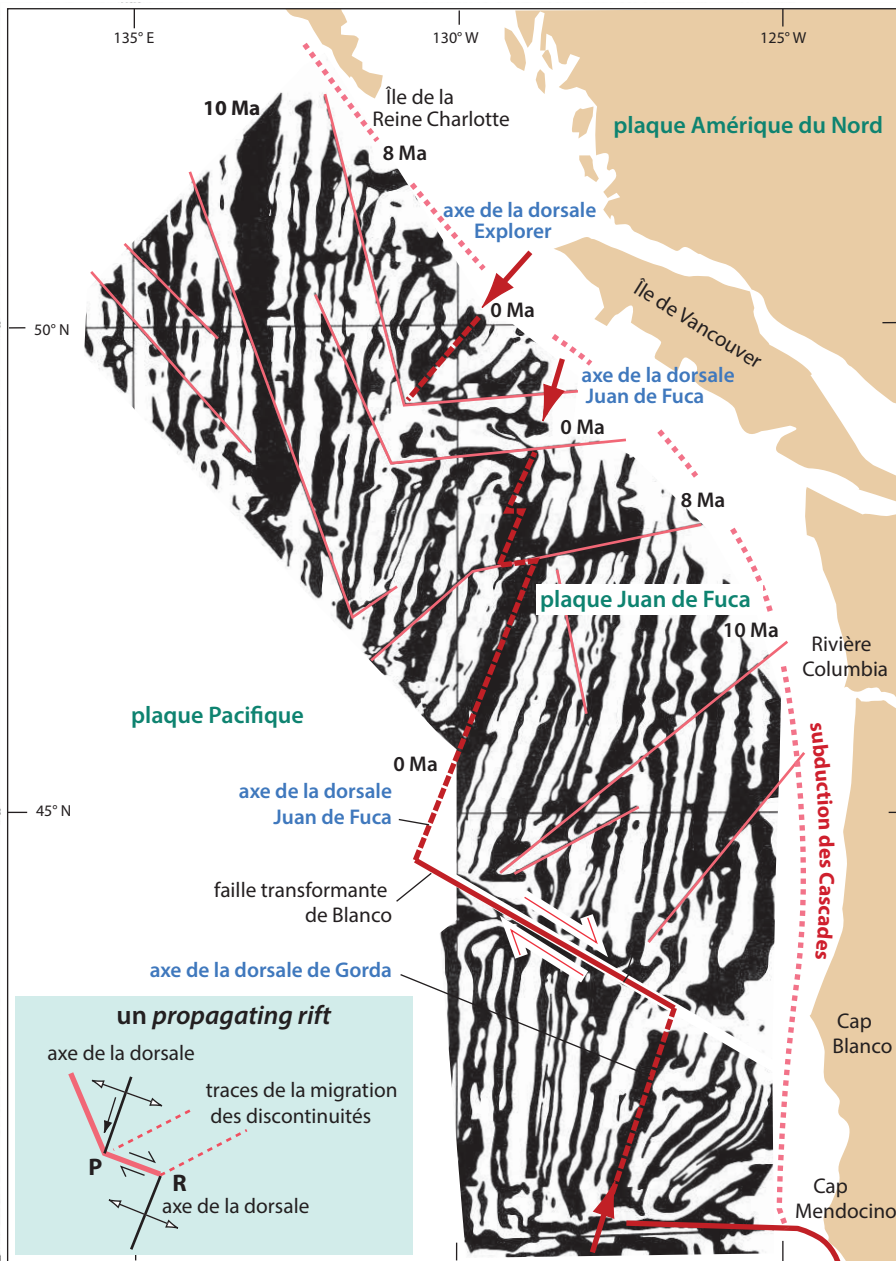 135° E
130° W
125° W
10 Ma
Île de la
Reine Charlotte
8 Ma
plaque Amérique du Nord
axe de la dorsale
Explorer
0 Ma
Île de Vancouver
50° N
axe de la dorsale
Juan de Fuca
0 Ma
8 Ma
plaque Juan de Fuca
10 Ma
Rivière
Columbia
plaque Pacifique
0 Ma
axe de la dorsale
Juan de Fuca
45° N
subduction des Cascades
faille transformante
de Blanco
axe de la dorsale de Gorda
Cap
Blanco
un propagating rift
axe de la dorsale
traces de la migration
des discontinuités
P
R
axe de la dorsale
Cap
Mendocino